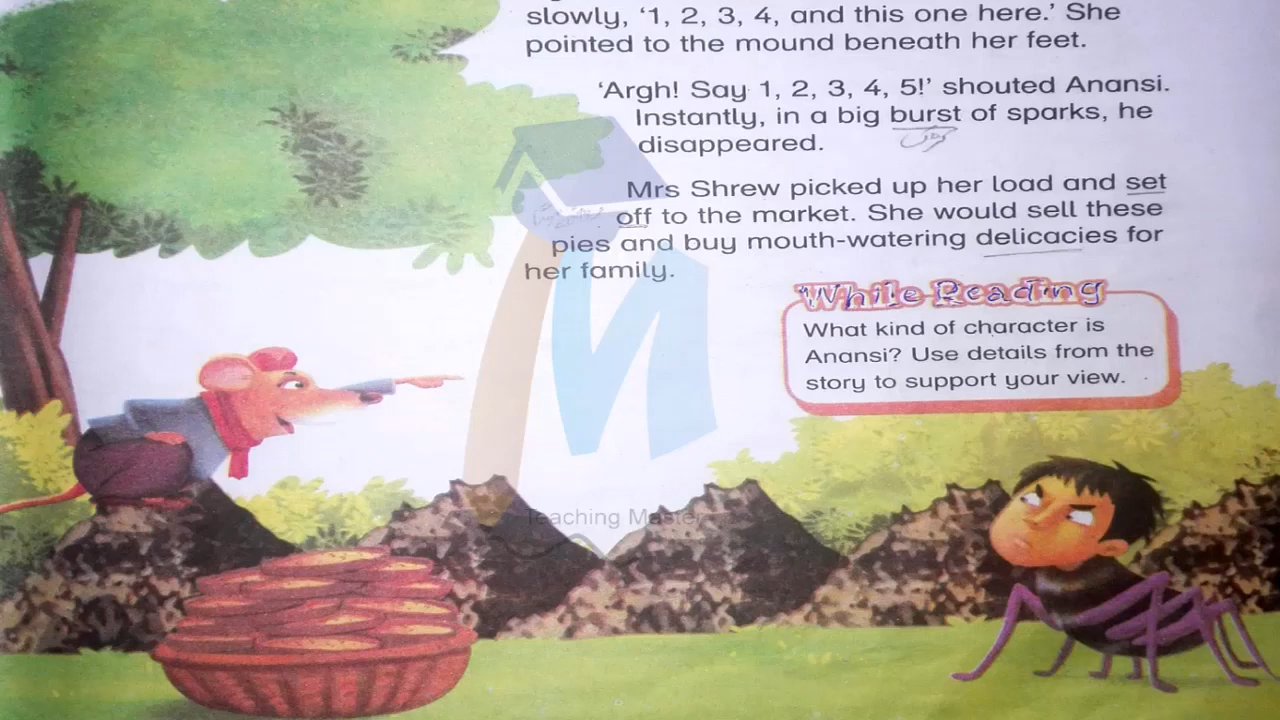 slowly, ‘1, 2, 3, 4, and this one here.’ She
pointed to the mound beneath her feet.
‘Argh! Say 1, 2, 3, 4, 5!’ shouted Anansi.
Instantly, in a big burst of sparks, he
disappeared.
Mrs Shrew picked up her load and set
off to the market. She would sell these
pies and buy mouth-watering delicacies for
her family.
While Reading
What kind of character is
Anansi? Use details from the
story to support your view.
Teaching Master